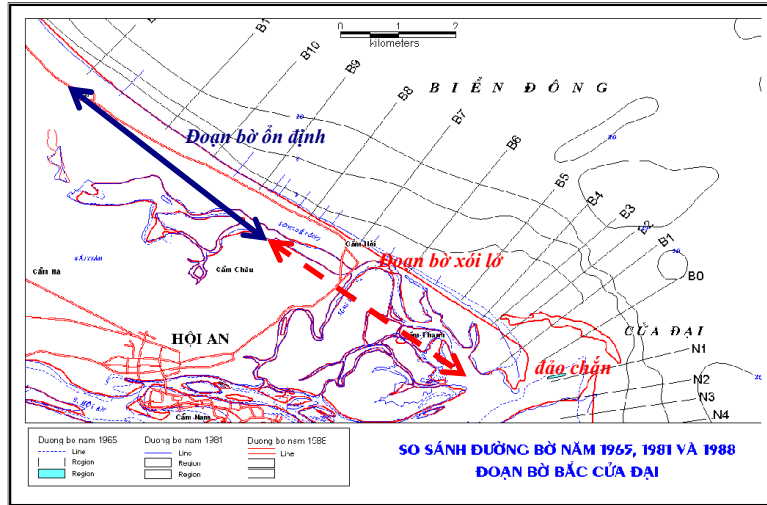 0 1 2
kilometers
B1
B10
B9
B8
B7
B6
B5
B4
B3
B2
B1
B0
N1
N2
N3
N4
BIỂN ĐÔNG
Đoạn bờ ổn định
Đoạn bờ xói lở
đảo chắn
CỬA ĐẠI
Cẩm Hà
Cẩm Châu
Cẩm Thanh
Cẩm Nam
HỘI AN
Duong bo nam 1965
Line
Region
Region
Duong bo nam 1981
Line
Region
Region
Duong bo nam 1988
Line
SO SÁNH ĐƯỜNG BỜ NĂM 1965, 1981 VÀ 1988
ĐOẠN BỜ BẮC CỬA ĐẠI